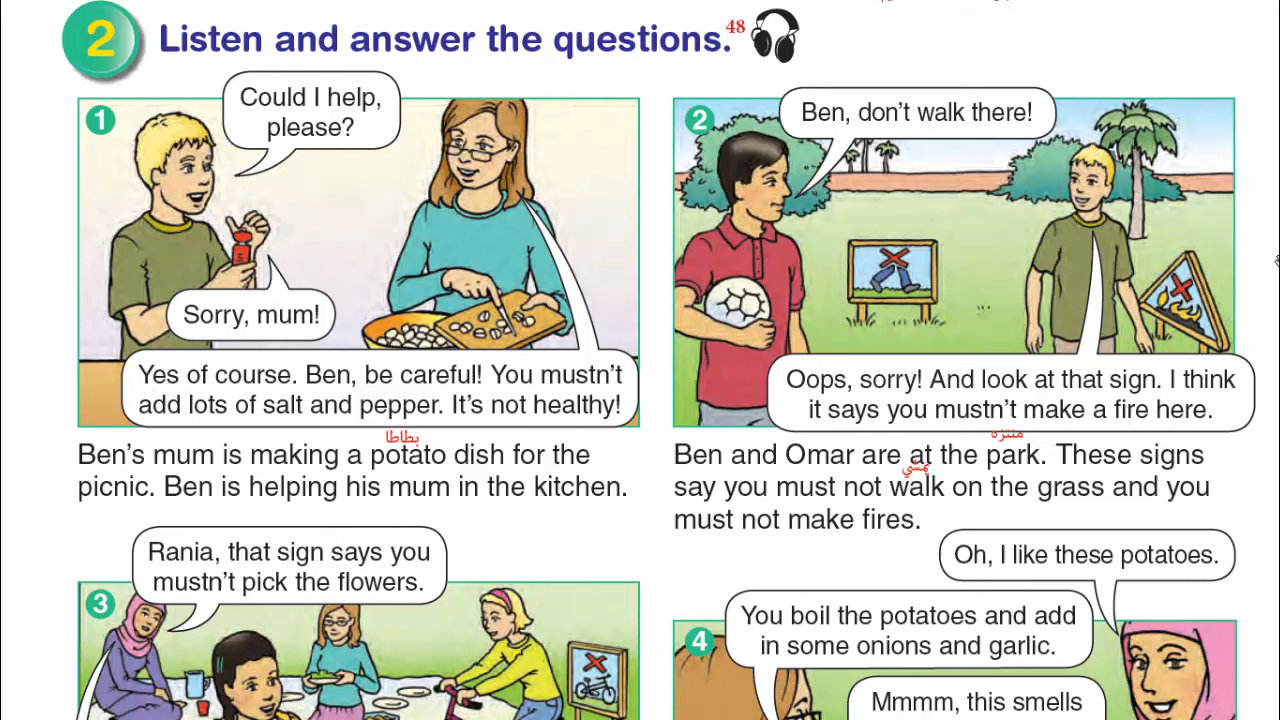 2 Listen and answer the questions. 48
1
Could I help,
please?
Sorry, mum!
Yes of course. Ben, be careful! You mustn't
add lots of salt and pepper. It's not healthy!
بطاطا
Ben's mum is making a potato dish for the
picnic. Ben is helping his mum in the kitchen.
2
Ben, don't walk there!
Oops, sorry! And look at that sign. I think
it says you mustn't make a fire here.
منتزه
Ben and Omar are at the park. These signs
يمشي
say you must not walk on the grass and you
must not make fires.
3
Rania, that sign says you
mustn't pick the flowers.
4
Oh, I like these potatoes.
You boil the potatoes and add
in some onions and garlic.
Mmmm, this smells